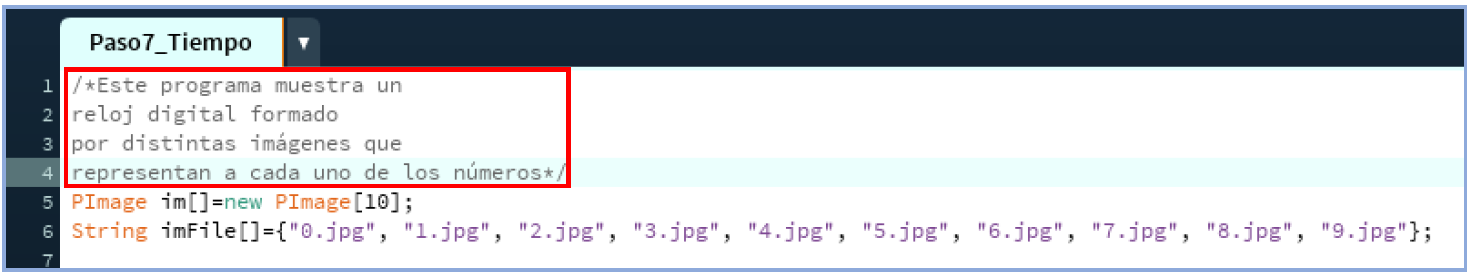 Paso7_Tiempo ▼
1 /*Este programa muestra un
2 reloj digital formado
3 por distintas imágenes que
4 representan a cada uno de los números*/
5 PImage im[]=new PImage[10];
6 String imFile[]={"0.jpg", "1.jpg", "2.jpg", "3.jpg", "4.jpg", "5.jpg", "6.jpg", "7.jpg", "8.jpg", "9.jpg"};
7